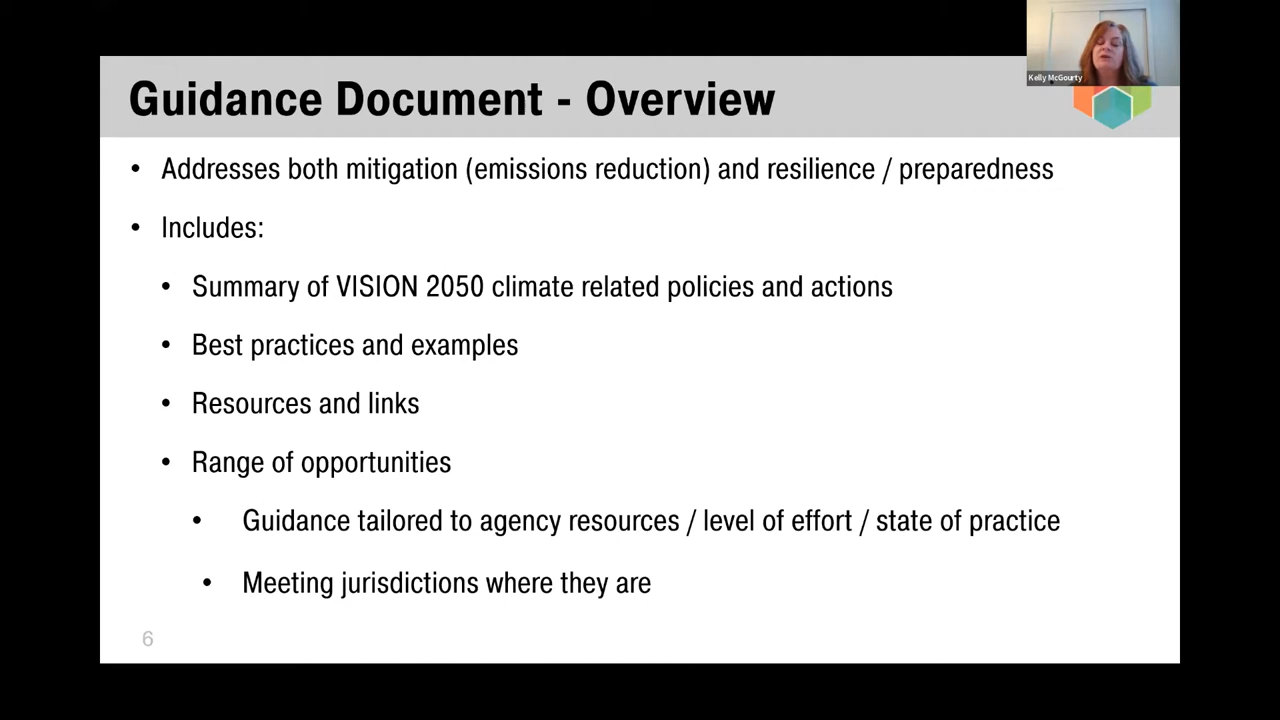 Kelly McGourty
Guidance Document - Overview
• Addresses both mitigation (emissions reduction) and resilience / preparedness
• Includes:
• Summary of VISION 2050 climate related policies and actions
• Best practices and examples
• Resources and links
• Range of opportunities
• Guidance tailored to agency resources / level of effort / state of practice
• Meeting jurisdictions where they are
6